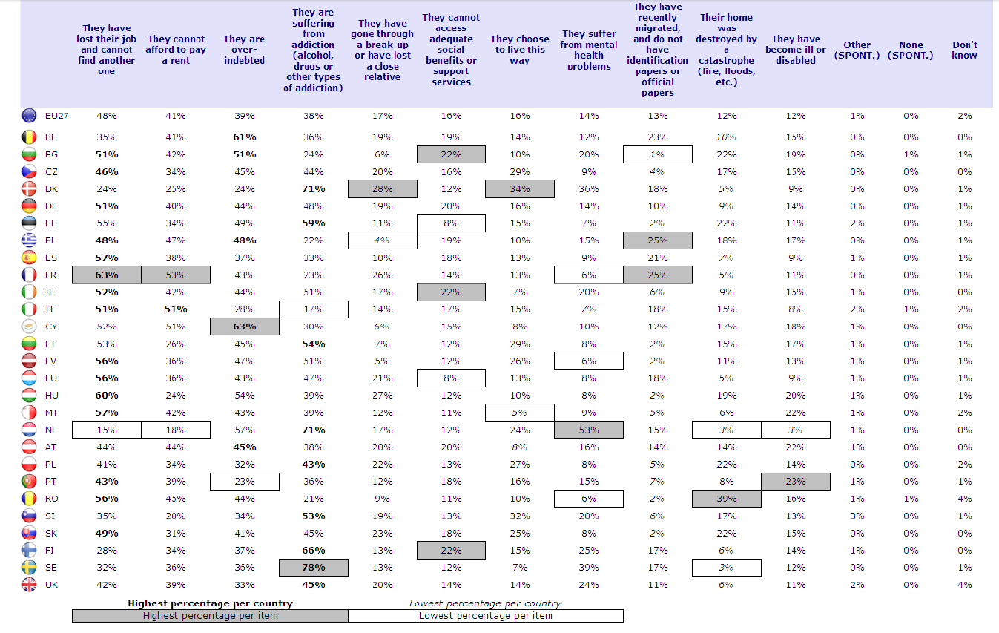 They have lost their job and cannot find another one
They cannot afford to pay a rent
They are over-indebted
They are suffering from addiction (alcohol, drugs or other types of addiction)
They have gone through a break-up or have lost a close relative
They cannot access adequate social benefits or support services
They choose to live this way
They suffer from mental health problems
They have recently migrated, and do not have identification papers or official papers
Their home was destroyed by a catastrophe (fire, floods, etc.)
They have become ill or disabled
Other (SPONT.)
None (SPONT.)
Don't know
EU27 48% 41% 39% 38% 17% 16% 16% 14% 13% 12% 12% 1% 0% 2%
BE 35% 41% 61% 36% 19% 19% 14% 12% 23% 10% 15% 0% 0% 0%
BG 51% 42% 51% 24% 6% 22% 10% 20% 1% 22% 19% 0% 1% 1%
CZ 46% 34% 45% 44% 20% 16% 29% 9% 4% 17% 15% 0% 0% 0%
DK 24% 25% 24% 71% 28% 12% 34% 36% 18% 5% 9% 0% 0% 1%
DE 51% 40% 44% 48% 19% 20% 16% 14% 10% 9% 14% 0% 0% 1%
EE 55% 34% 49% 59% 11% 8% 15% 7% 2% 22% 11% 2% 0% 1%
EL 48% 47% 48% 22% 4% 19% 10% 15% 25% 18% 17% 0% 0% 1%
ES 57% 38% 37% 33% 10% 18% 13% 9% 21% 7% 9% 1% 0% 1%
FR 63% 53% 43% 23% 26% 14% 13% 6% 25% 5% 11% 0% 0% 1%
IE 52% 42% 44% 51% 17% 22% 7% 20% 6% 9% 15% 1% 0% 0%
IT 51% 51% 28% 17% 14% 17% 15% 7% 18% 15% 8% 2% 1% 2%
CY 52% 51% 63% 30% 6% 15% 8% 10% 12% 17% 18% 1% 0% 0%
LT 53% 26% 45% 54% 7% 12% 29% 8% 2% 15% 17% 1% 0% 1%
LV 56% 36% 47% 51% 5% 12% 26% 6% 2% 11% 13% 1% 0% 1%
LU 56% 36% 43% 47% 21% 8% 13% 8% 18% 5% 9% 1% 0% 1%
HU 60% 24% 54% 39% 27% 12% 10% 8% 2% 19% 20% 1% 0% 1%
MT 57% 42% 43% 39% 12% 11% 5% 9% 5% 6% 22% 1% 0% 2%
NL 15% 18% 57% 71% 17% 12% 24% 53% 15% 3% 3% 1% 0% 0%
AT 44% 44% 45% 38% 20% 20% 8% 16% 14% 14% 22% 1% 0% 0%
PL 41% 34% 32% 43% 22% 13% 27% 8% 5% 22% 14% 0% 0% 2%
PT 43% 39% 23% 36% 12% 18% 16% 15% 7% 8% 23% 1% 0% 1%
RO 56% 45% 44% 21% 9% 11% 10% 6% 2% 39% 16% 1% 1% 4%
SI 35% 20% 34% 53% 19% 13% 32% 20% 6% 17% 13% 3% 0% 1%
SK 49% 31% 41% 45% 23% 18% 25% 8% 2% 22% 15% 0% 0% 0%
FI 28% 34% 37% 66% 13% 22% 15% 25% 17% 6% 14% 1% 0% 0%
SE 32% 36% 36% 78% 13% 12% 7% 39% 17% 3% 12% 0% 0% 1%
UK 42% 39% 33% 45% 20% 14% 14% 24% 11% 6% 11% 2% 0% 4%
Highest percentage per country Lowest percentage per country
Highest percentage per item Lowest percentage per item